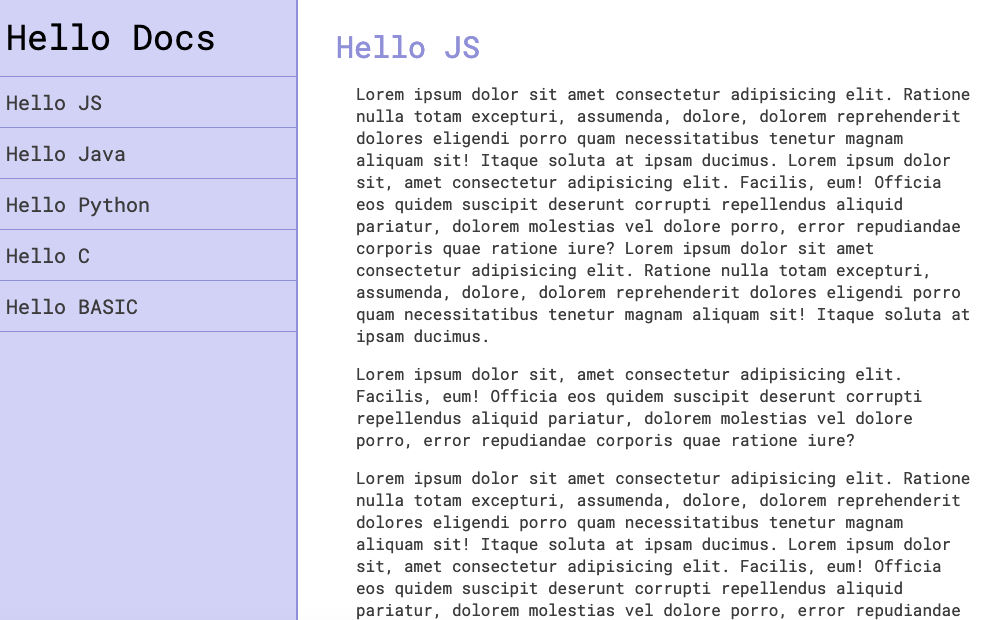 Hello Docs
Hello JS
Hello Java
Hello Python
Hello C
Hello BASIC
Hello JS
Lorem ipsum dolor sit amet consectetur adipisicing elit. Ratione
nulla totam excepturi, assumenda, dolore, dolorem reprehenderit
dolores eligendi porro quam necessitatibus tenetur magnam
aliquam sit! Itaque soluta at ipsam ducimus. Lorem ipsum dolor
sit, amet consectetur adipisicing elit. Facilis, eum! Officia
eos quidem suscipit deserunt corrupti repellendus aliquid
pariatur, dolorem molestias vel dolore porro, error repudiandae
corporis quae ratione iure? Lorem ipsum dolor sit amet
consectetur adipisicing elit. Ratione nulla totam excepturi,
assumenda, dolore, dolorem reprehenderit dolores eligendi porro
quam necessitatibus tenetur magnam aliquam sit! Itaque soluta at
ipsam ducimus.
Lorem ipsum dolor sit, amet consectetur adipisicing elit.
Facilis, eum! Officia eos quidem suscipit deserunt corrupti
repellendus aliquid pariatur, dolorem molestias vel dolore
porro, error repudiandae corporis quae ratione iure?
Lorem ipsum dolor sit amet consectetur adipisicing elit. Ratione
nulla totam excepturi, assumenda, dolore, dolorem reprehenderit
dolores eligendi porro quam necessitatibus tenetur magnam
aliquam sit! Itaque soluta at ipsam ducimus. Lorem ipsum dolor
sit, amet consectetur adipisicing elit. Facilis, eum! Officia
eos quidem suscipit deserunt corrupti repellendus aliquid
pariatur, dolorem molestias vel dolore porro, error repudiandae